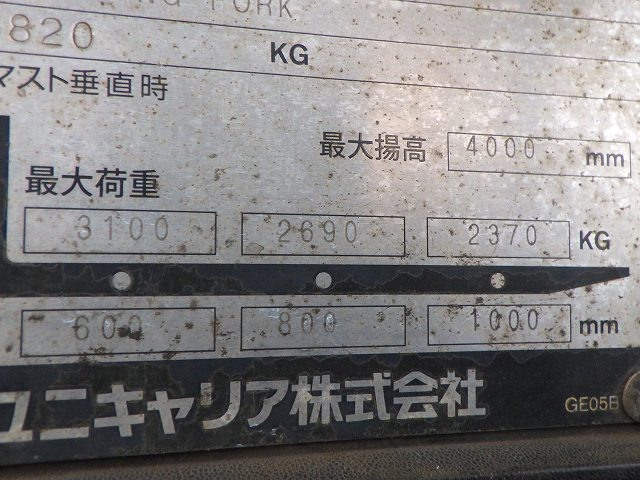 FORK
820 KG
マスト垂直時
最大揚高 4000 mm
最大荷重
3100 2690 2370 KG
600 800 1000 mm
ユニキャリア株式会社 GE05B